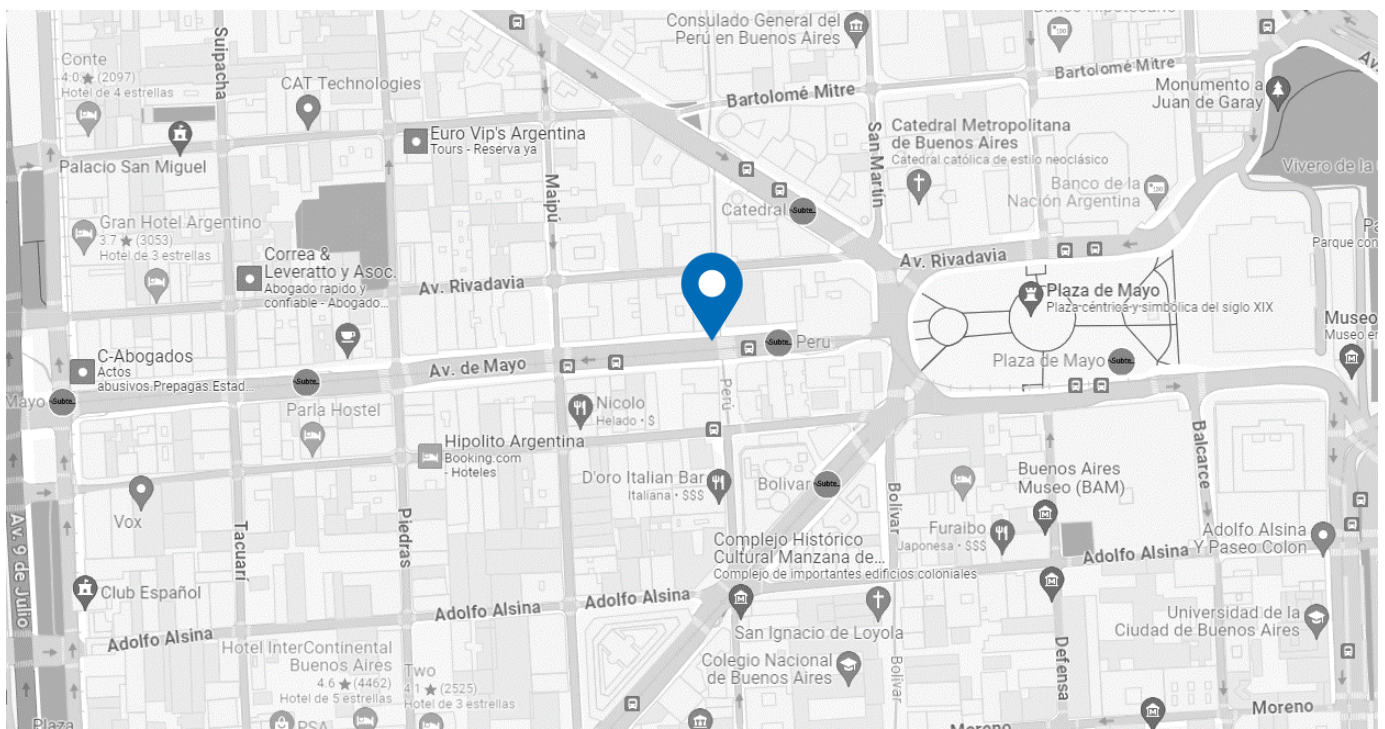 Consulado General del
Perú en Buenos Aires
Suipacha
Conte
4.0 ★ (2097)
Hotel de 4 estrellas
CAT Technologies
Bartolomé Mitre
Bartolomé Mitre
Monumento a
Juan de Garay
Av.
Euro Vip's Argentina
Tours - Reserva ya
Palacio San Miguel
San Martín
Catedral Metropolitana
de Buenos Aires
Catedral católica de estilo neoclásico
Vivero de la
Maipú
Banco de la
Nación Argentina
Catedral
Subte..
Gran Hotel Argentino
3.7 ★ (3053)
Hotel de 3 estrellas
Correa &
Leveratto y Asoc.
Abogado rapido y
confiable - Abogado...
Av. Rivadavia
Av. Rivadavia
Parque con
Plaza de Mayo
Plaza céntrica y simbólica del siglo XIX
Museo
Museo en
C-Abogados
Actos
abusivos.Prepagas Estad...
Av. de Mayo
Subte..
Peru
Plaza de Mayo
Subte..
Mayo
Subte..
Subte..
Parla Hostel
Perú
Nicolo
Helado • $
Hipolito Argentina
Booking.com
- Hoteles
D'oro Italian Bar
Italiana • $$$
Bolivar
Subte..
Bolívar
Buenos Aires
Museo (BAM)
Balcarce
Vox
Av. 9 de Julio
Tacuarí
Piedras
Furaibo
Japonesa • $$$
Adolfo Alsina
Y Paseo Colon
Complejo Histórico
Cultural Manzana de...
Complejo de importantes edificios coloniales
Adolfo Alsina
Club Español
Adolfo Alsina
Adolfo Alsina
Adolfo Alsina
San Ignacio de Loyola
Universidad de la
Ciudad de Buenos Aires
Hotel InterContinental
Buenos Aires
4.6 ★ (4462)
Hotel de 5 estrellas
Two
4.1 ★ (2525)
Hotel de 3 estrellas
Colegio Nacional
de Buenos Aires
Bolívar
Defensa
Moreno
Moreno
Plaza